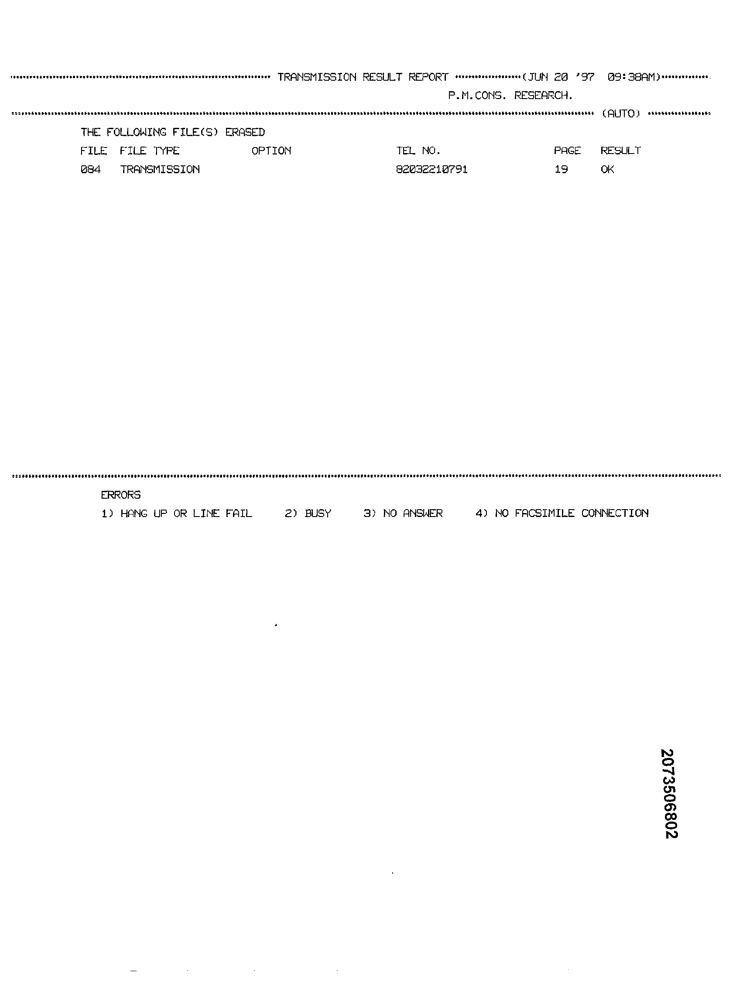 TRANSMISSION RESULT REPORT (JUN 20 '97 09:38AM)
P.M.CONS. RESEARCH.
(AUTO)
THE FOLLOWING FILE(S) ERASED
FILE FILE TYPE OPTION TEL NO. PAGE RESULT
084 TRANSMISSION 82032210791 19 OK
ERRORS
1) HANG UP OR LINE FAIL 2) BUSY 3) NO ANSWER 4) NO FACSIMILE CONNECTION
2073506802